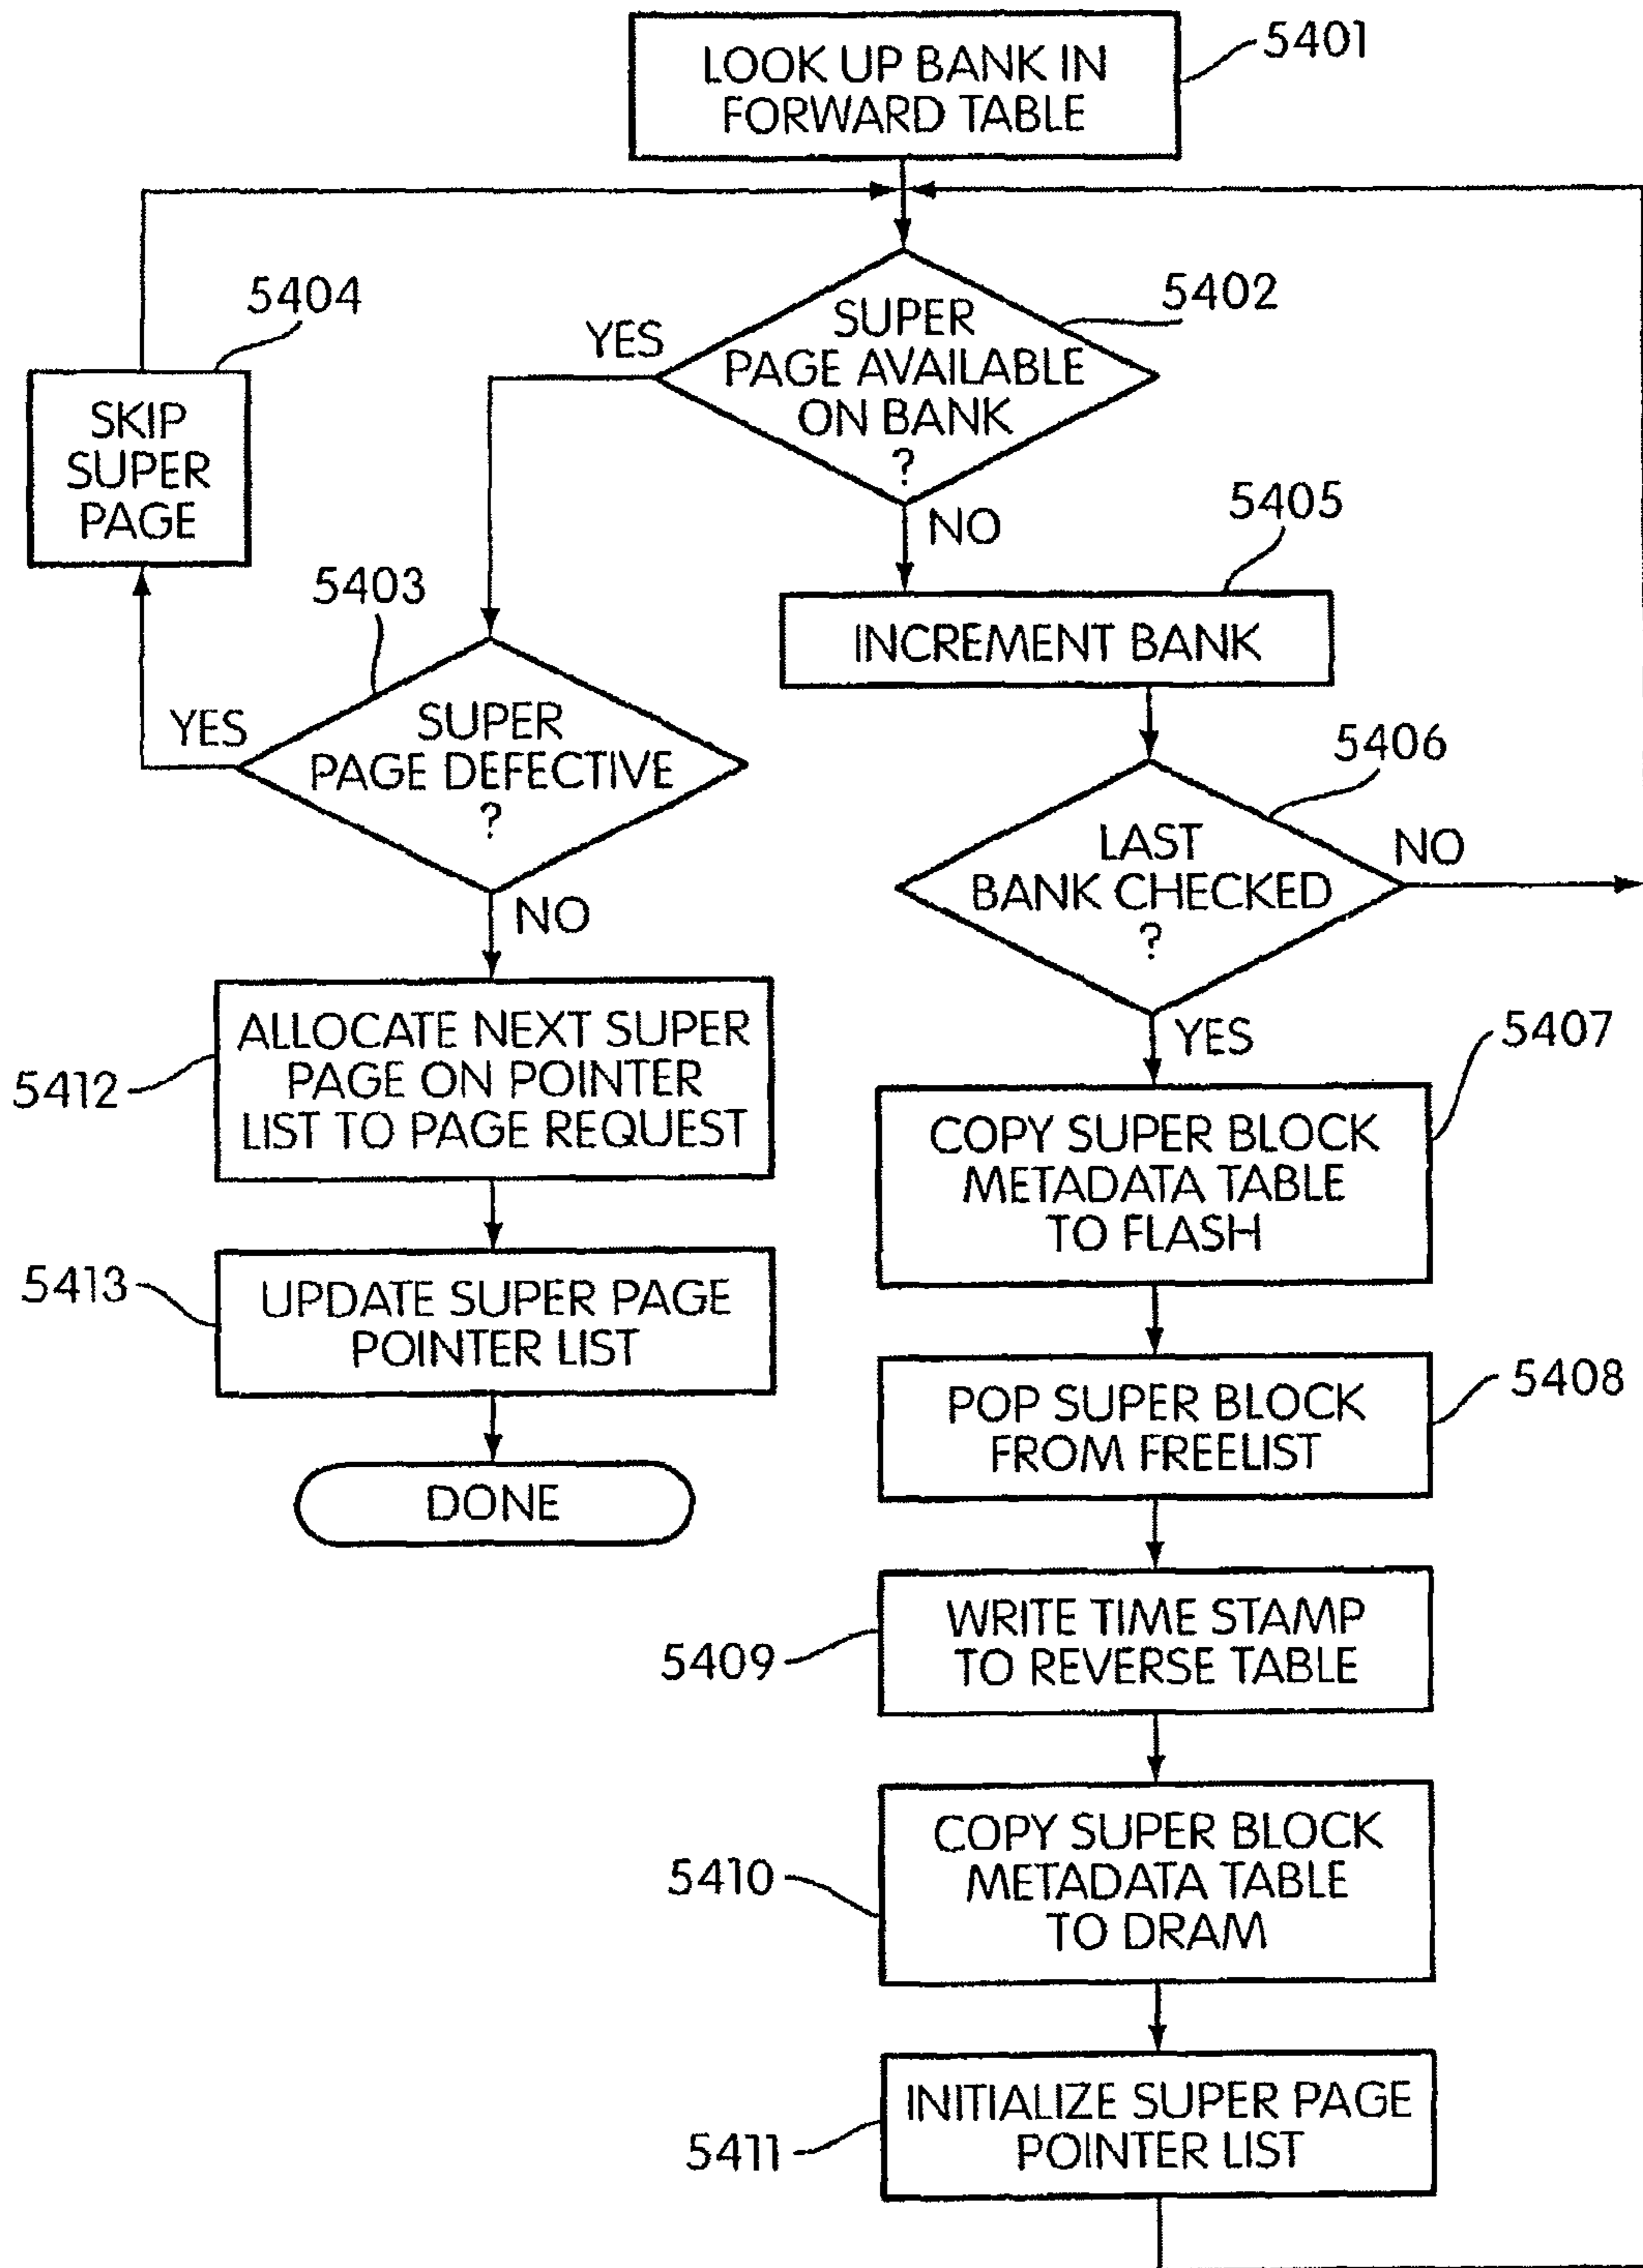 LOOK UP BANK IN
FORWARD TABLE
5401
5404
SUPER
PAGE AVAILABLE
ON BANK
?
5402
YES
SKIP
SUPER
PAGE
NO
5405
5403
INCREMENT BANK
YES
SUPER
PAGE DEFECTIVE
?
5406
LAST
BANK CHECKED
?
NO
NO
YES
5412
ALLOCATE NEXT SUPER
PAGE ON POINTER
LIST TO PAGE REQUEST
5407
COPY SUPER BLOCK
METADATA TABLE
TO FLASH
5413
UPDATE SUPER PAGE
POINTER LIST
5408
POP SUPER BLOCK
FROM FREELIST
DONE
5409
WRITE TIME STAMP
TO REVERSE TABLE
5410
COPY SUPER BLOCK
METADATA TABLE
TO DRAM
5411
INITIALIZE SUPER PAGE
POINTER LIST